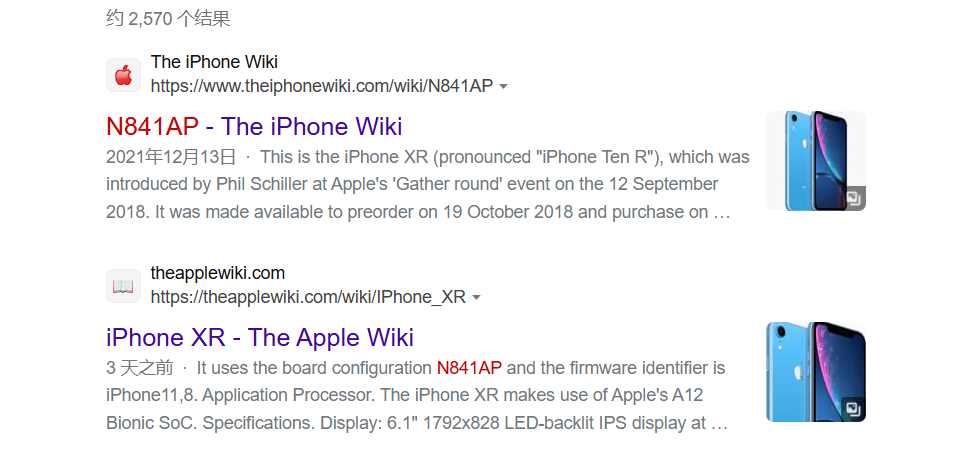 约 2,570 个结果
The iPhone Wiki
https://www.theiphonewiki.com/wiki/N841AP
N841AP - The iPhone Wiki
2021年12月13日 · This is the iPhone XR (pronounced "iPhone Ten R"), which was
introduced by Phil Schiller at Apple's 'Gather round' event on the 12 September
2018. It was made available to preorder on 19 October 2018 and purchase on …
theapplewiki.com
https://theapplewiki.com/wiki/IPhone_XR
iPhone XR - The Apple Wiki
3 天之前 · It uses the board configuration N841AP and the firmware identifier is
iPhone11,8. Application Processor. The iPhone XR makes use of Apple's A12
Bionic SoC. Specifications. Display: 6.1" 1792x828 LED-backlit IPS display at …